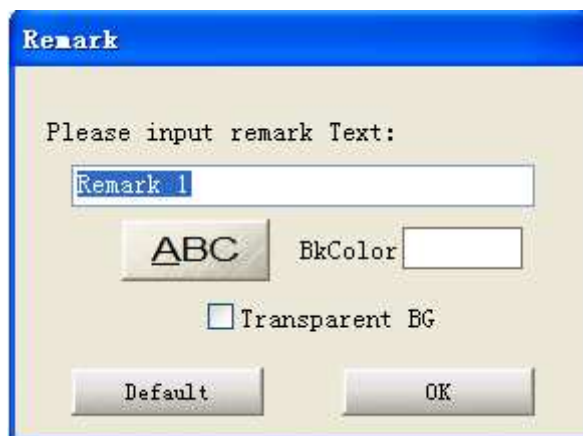 Remark
Please input remark Text:
Remark 1
ABC BkColor
Transparent BG
Default OK